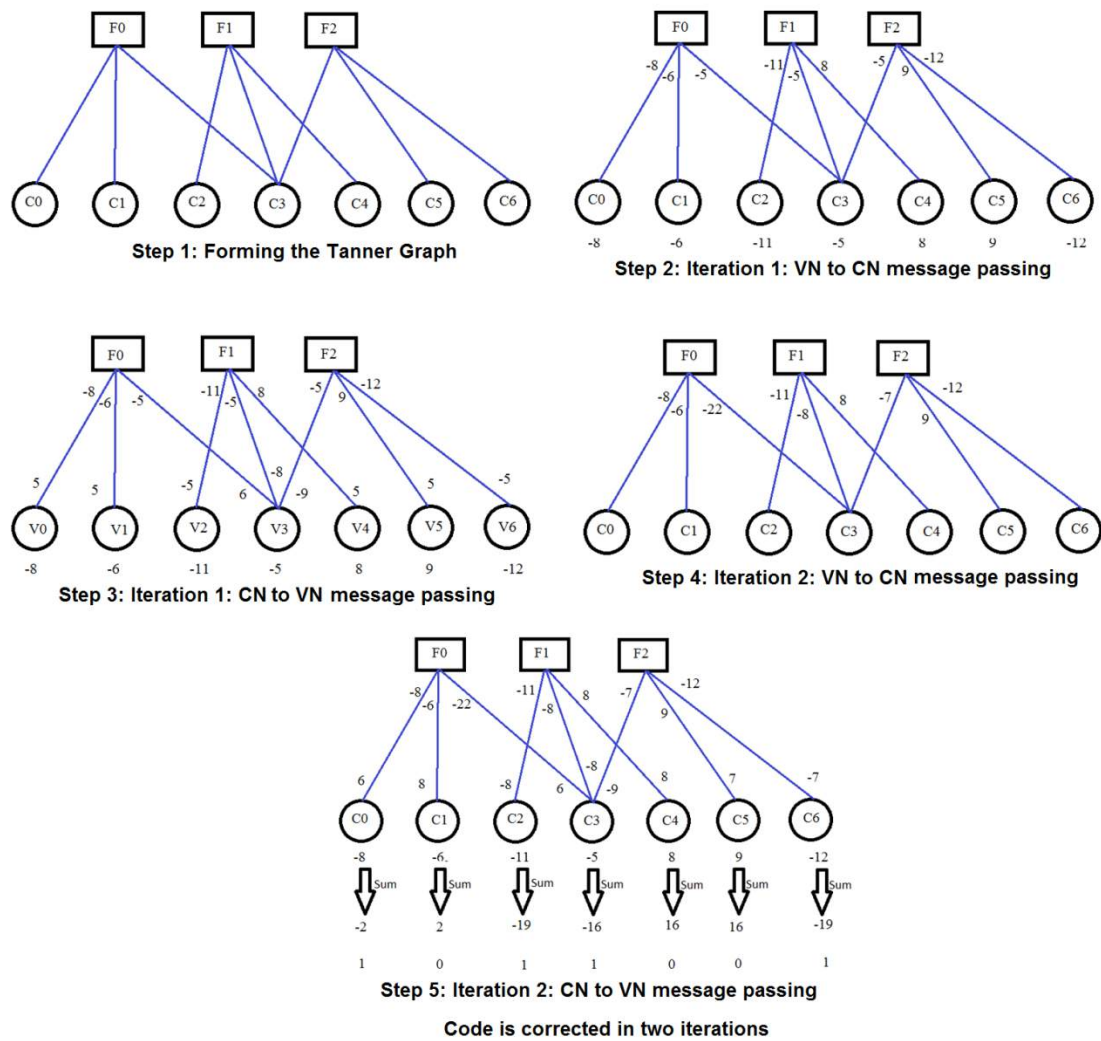 F0 F1 F2
C0 C1 C2 C3 C4 C5 C6
Step 1: Forming the Tanner Graph
F0 F1 F2
-8 -6 -5 -11 -5 8 -5 9 -12
C0 C1 C2 C3 C4 C5 C6
-8 -6 -11 -5 8 9 -12
Step 2: Iteration 1: VN to CN message passing
F0 F1 F2
-8 -6 -5 -11 -5 8 -5 9 -12
5 5 -5 6 -8 -9 5 5 -5
V0 V1 V2 V3 V4 V5 V6
-8 -6 -11 -5 8 9 -12
Step 3: Iteration 1: CN to VN message passing
F0 F1 F2
-8 -6 -22 -11 -8 8 -7 9 -12
C0 C1 C2 C3 C4 C5 C6
Step 4: Iteration 2: VN to CN message passing
F0 F1 F2
-8 -6 -22 -11 -8 8 -7 9 -12
6 8 -8 6 -8 -9 8 7 -7
C0 C1 C2 C3 C4 C5 C6
-8 -6. -11 -5 8 9 -12
Sum Sum Sum Sum Sum Sum Sum
-2 2 -19 -16 16 16 -19
1 0 1 1 0 0 1
Step 5: Iteration 2: CN to VN message passing
Code is corrected in two iterations